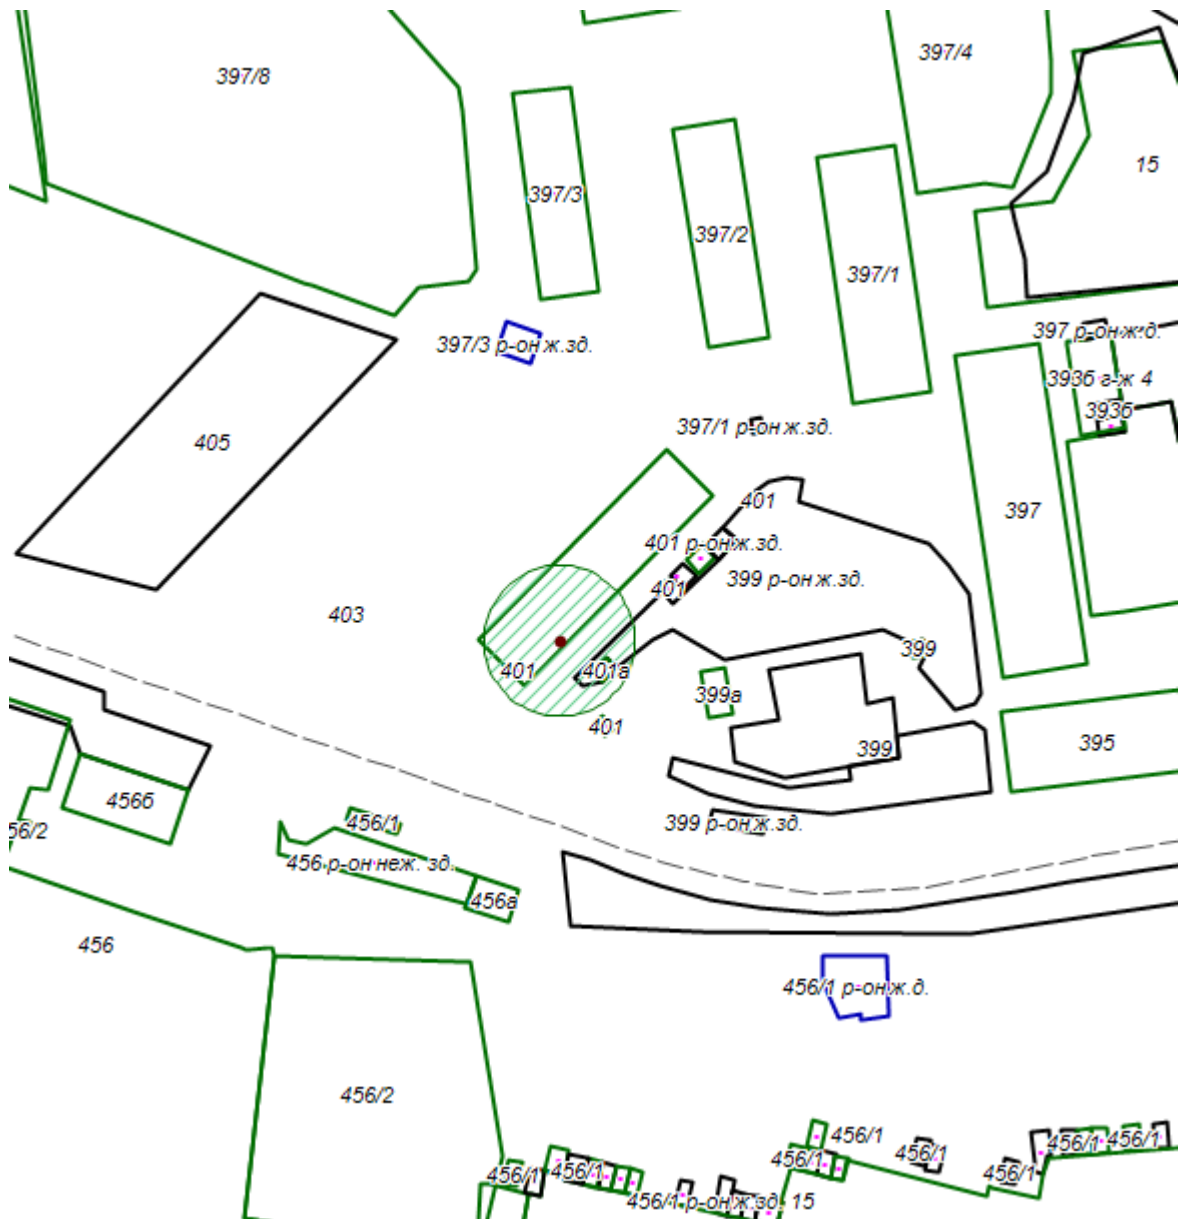 397/4
397/8
15
397/3
397/2
397/1
397 р-он ж.д.
397/3 р-он ж.зд.
393б г-ж 4
393б
397/1 р-он ж.зд.
405
401
397
401 р-он ж.зд.
399 р-он ж.зд.
401
403
399
401
401а
399а
401
395
399
456б
456/1
56/2
399 р-он ж.зд.
456 р-он неж. зд.
456а
456
456/1 р-он ж.д.
456/2
456/1
456/1
456/1
456/1
456/1
456/1
456/1
456/1
456/1
456/1 р-он ж.зд. 15